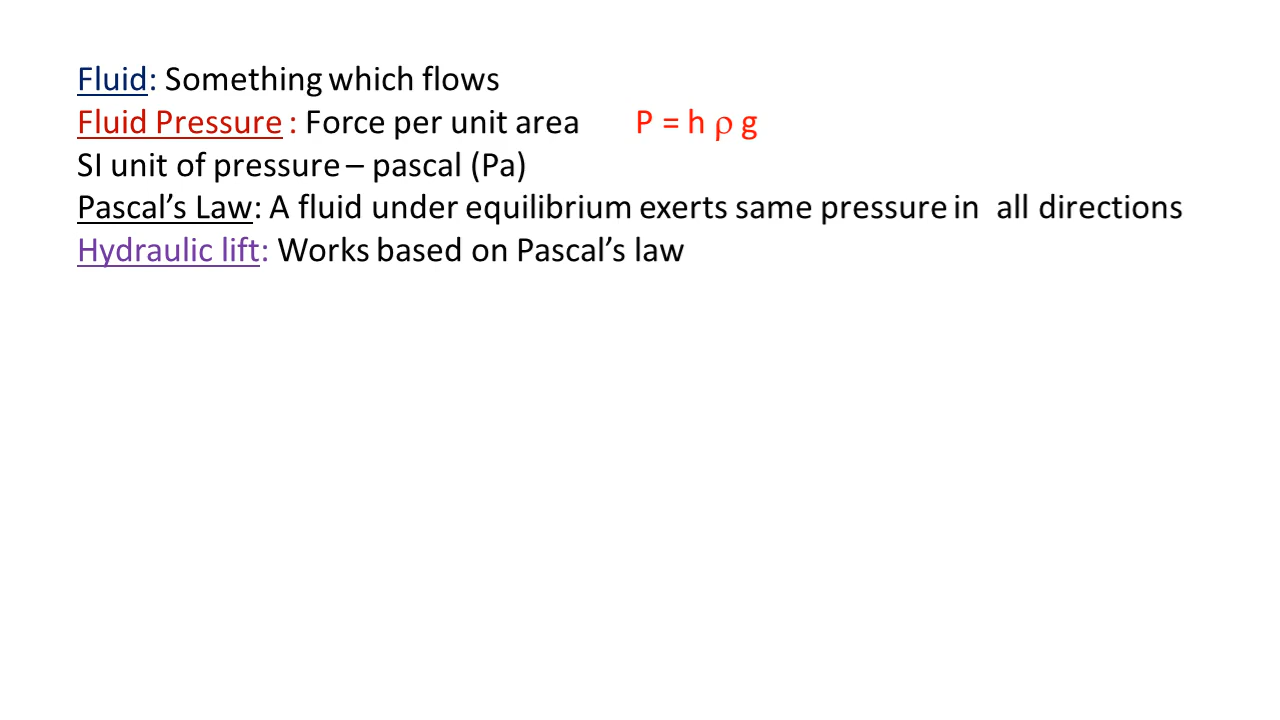 Fluid: Something which flows
Fluid Pressure : Force per unit area P = h ρ g
SI unit of pressure – pascal (Pa)
Pascal’s Law: A fluid under equilibrium exerts same pressure in all directions
Hydraulic lift: Works based on Pascal’s law